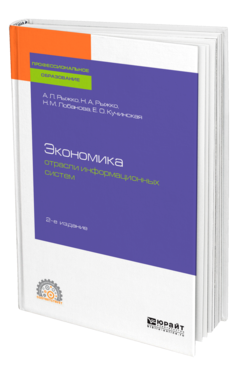 ПРОФЕССИОНАЛЬНОЕ
ОБРАЗОВАНИЕ
А. Л. Рыжко, Н. А. Рыжко,
Н. М. Лобанова, Е. О. Кучинская
Экономика
отрасли информационных
систем
2-е издание
юрайт